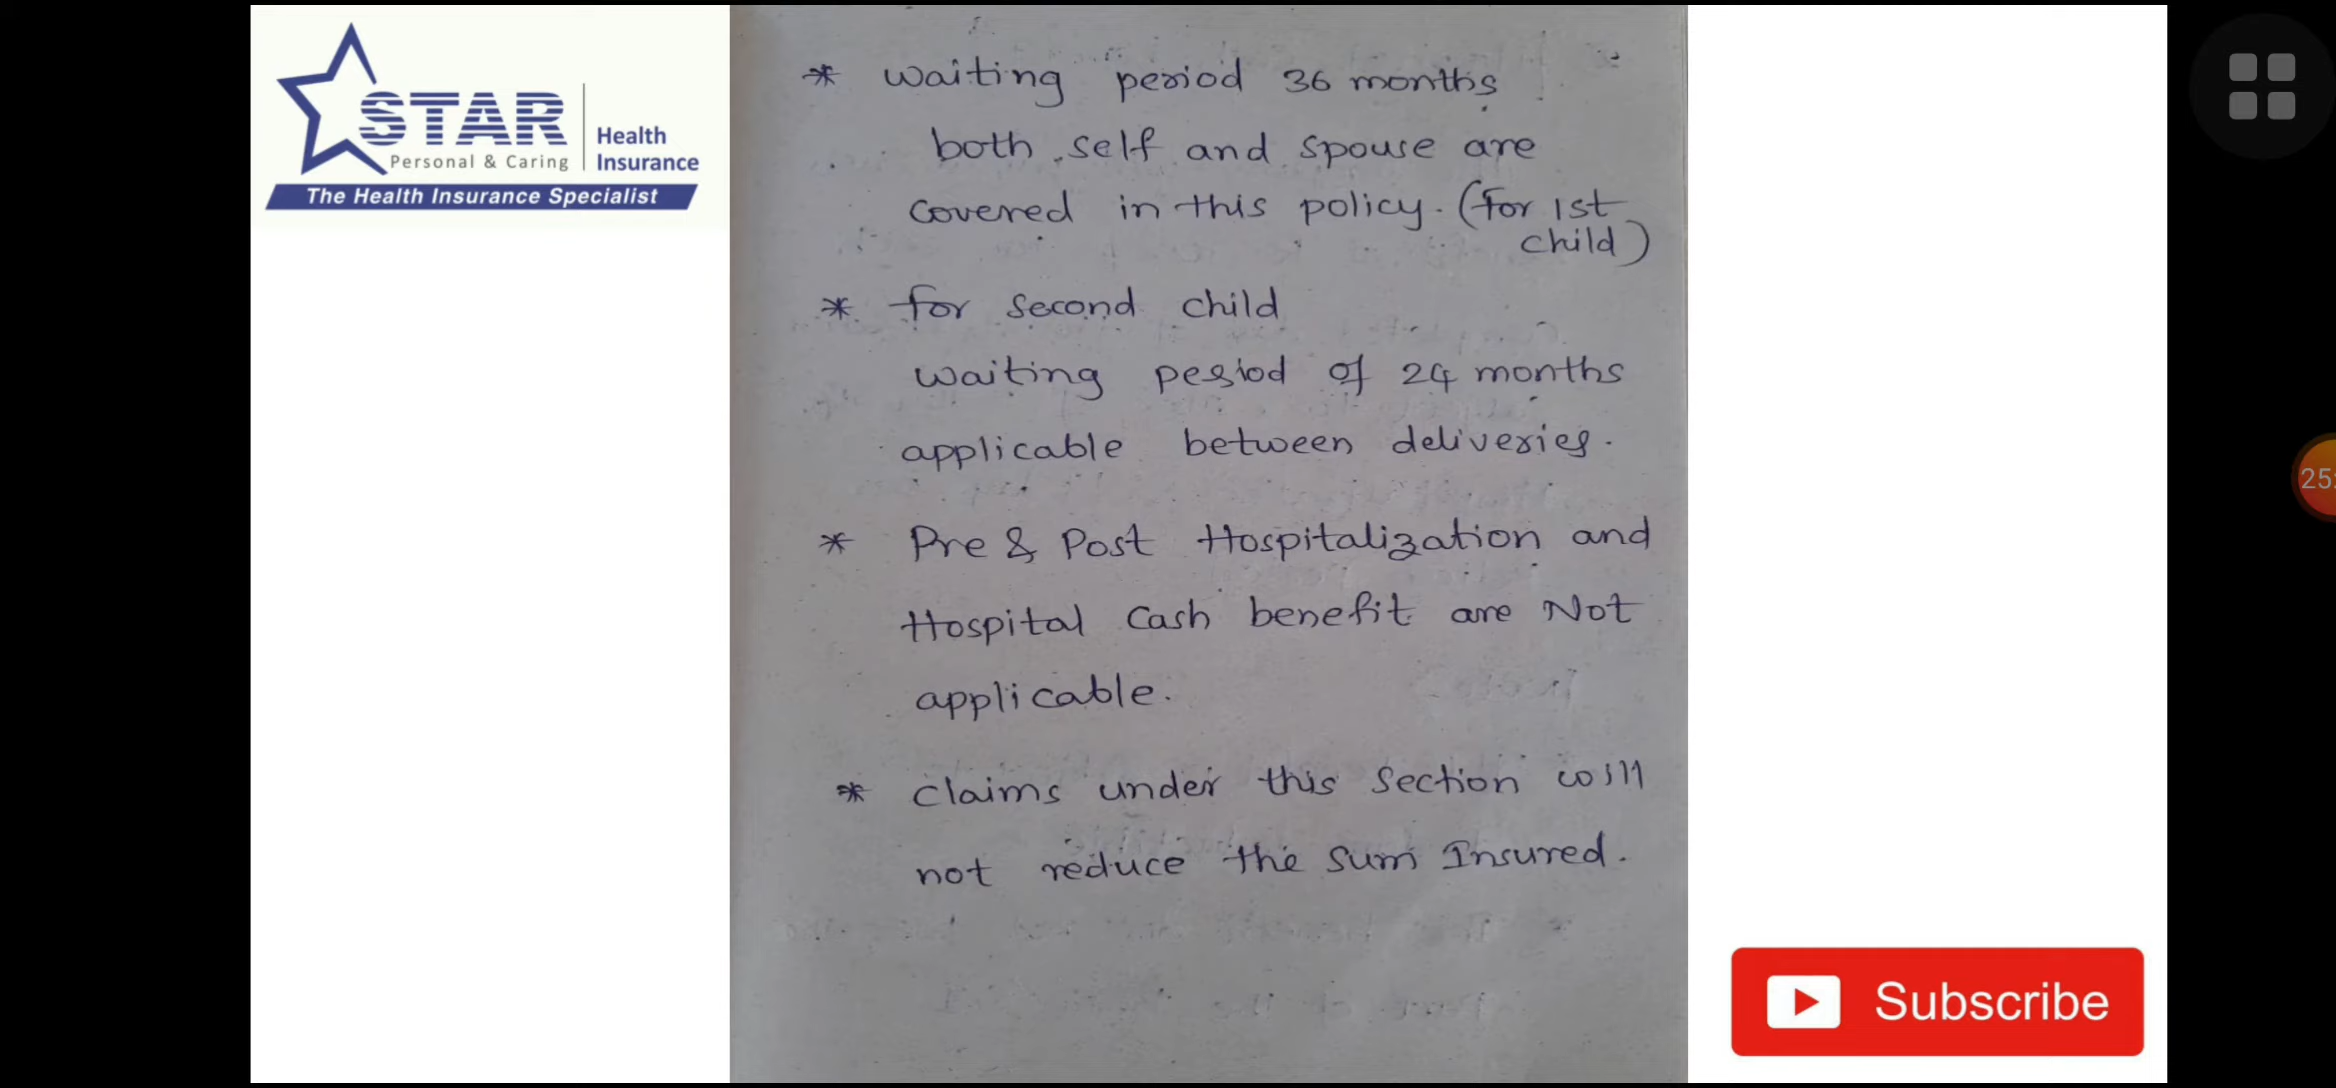 STAR
Health
Insurance
Personal & Caring
The Health Insurance Specialist
* waiting period 36 months
both self and spouse are
covered in this policy. (For 1st
child)
* for second child
waiting period of 24 months
applicable between deliveries.
* Pre & Post Hospitalization and
Hospital Cash benefit are Not
applicable.
* claims under this section will
not reduce the sum Insured.
25:
Subscribe